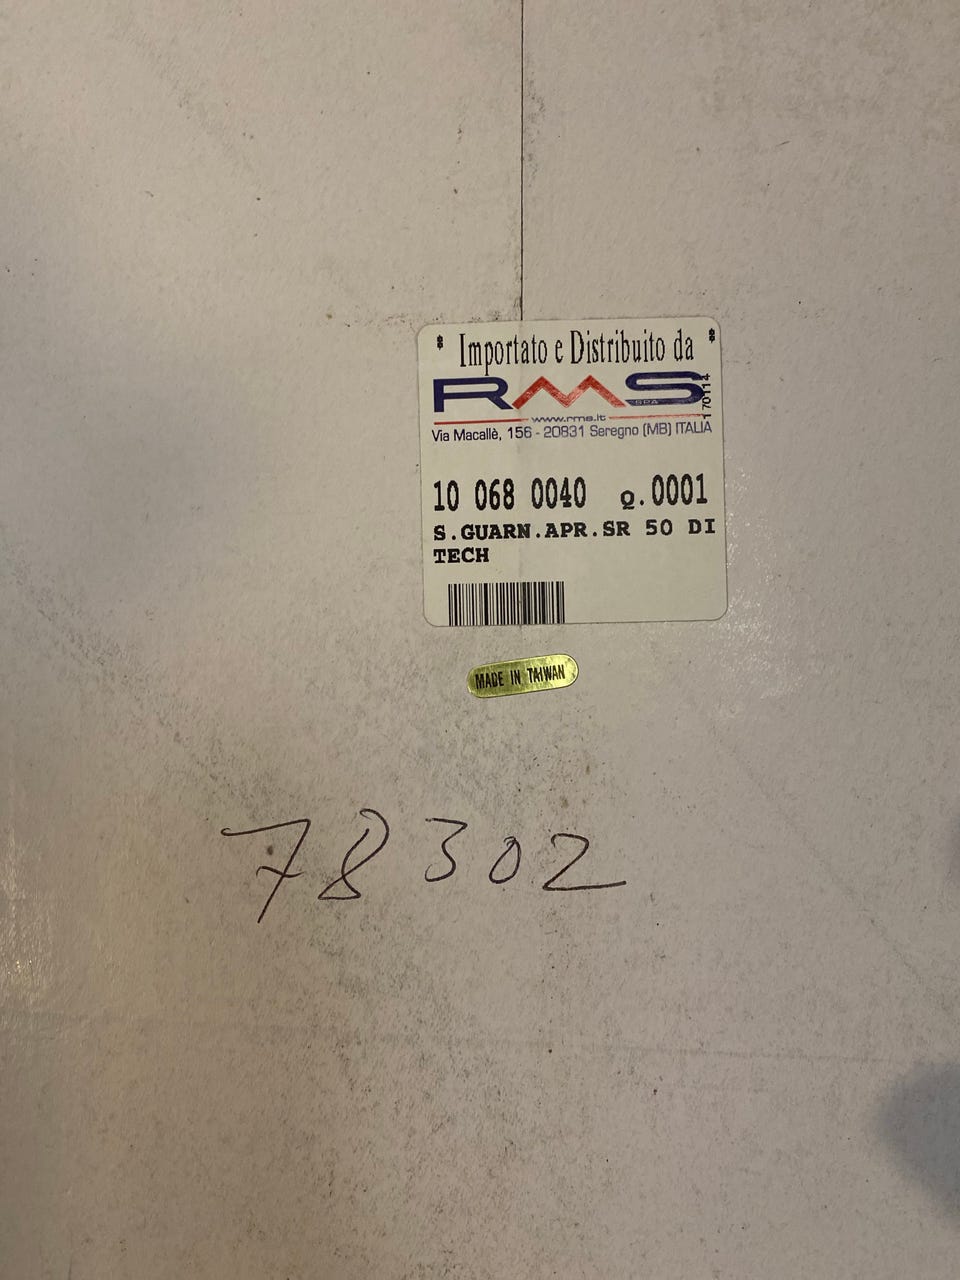 * Importato e Distribuito da *
RMS
SPA
170114
www.rms.it
Via Macallè, 156 - 20831 Seregno (MB) ITALIA
10 068 0040 Q.0001
S.GUARN.APR.SR 50 DI
TECH
MADE IN TAIWAN
78302